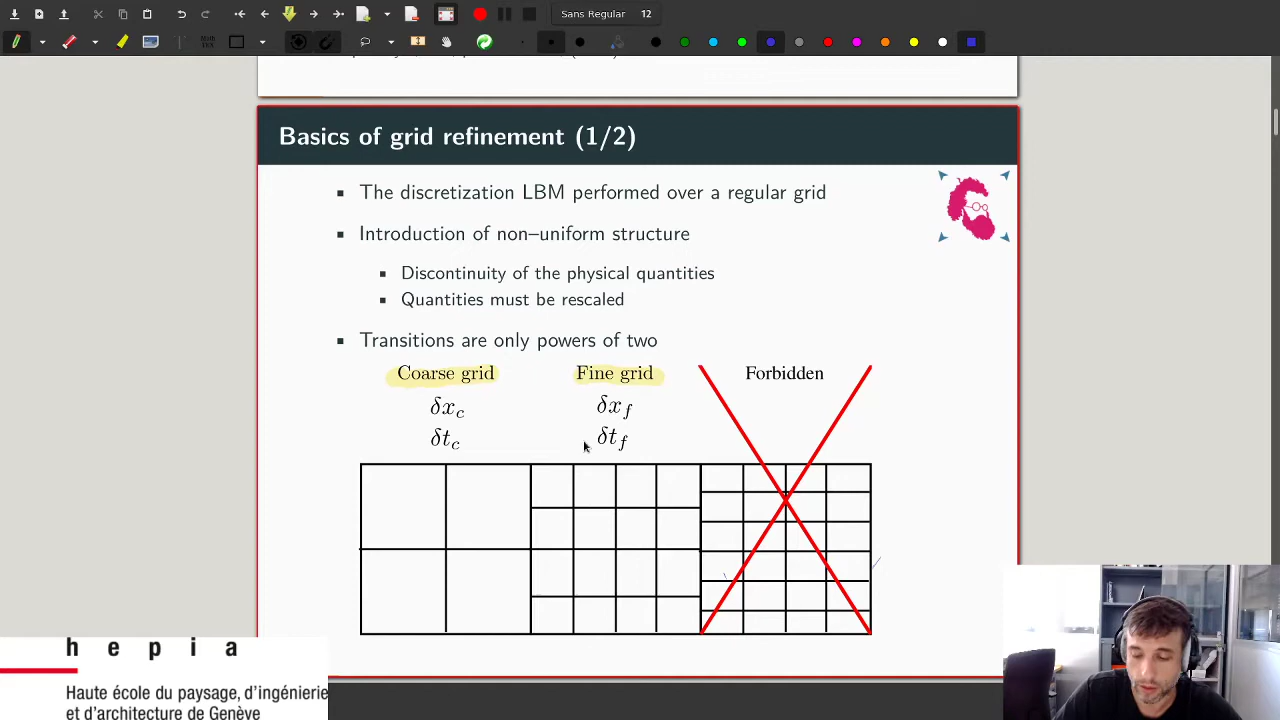 Sans Regular 12
Basics of grid refinement (1/2)
▪ The discretization LBM performed over a regular grid
▪ Introduction of non–uniform structure
▪ Discontinuity of the physical quantities
▪ Quantities must be rescaled
▪ Transitions are only powers of two
Coarse grid Fine grid Forbidden
δx_c δx_f
δt_c δt_f
h e p i a
Haute école du paysage, d'ingénierie
et d'architecture de Genève